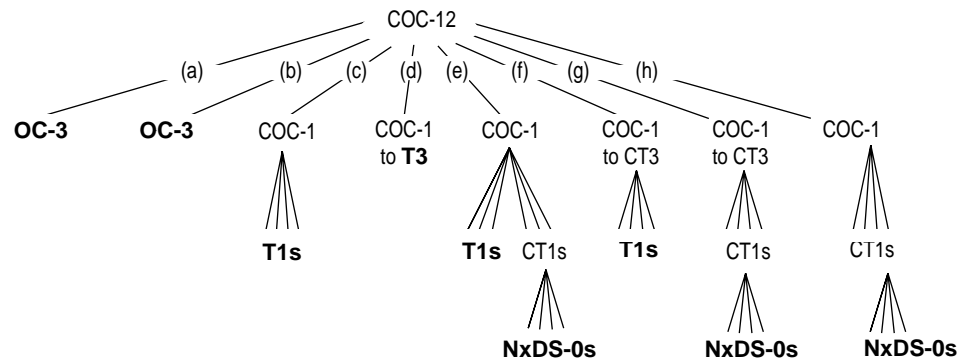 COC-12
(a) (b) (c) (d) (e) (f) (g) (h)
OC-3 OC-3 COC-1 COC-1 COC-1 COC-1 COC-1 COC-1
to T3 to CT3 to CT3
T1s T1s CT1s T1s CT1s CT1s
NxDS-0s NxDS-0s NxDS-0s